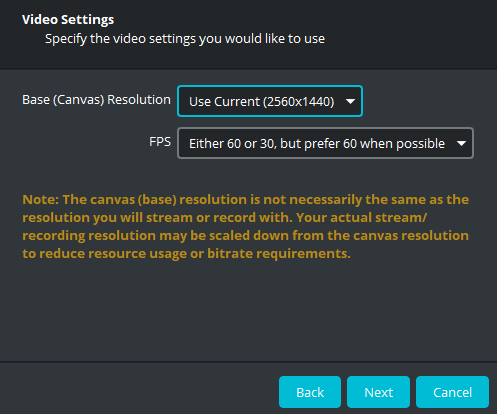 Video Settings
Specify the video settings you would like to use
Base (Canvas) Resolution Use Current (2560x1440)
FPS Either 60 or 30, but prefer 60 when possible
Note: The canvas (base) resolution is not necessarily the same as the
resolution you will stream or record with. Your actual stream/
recording resolution may be scaled down from the canvas resolution
to reduce resource usage or bitrate requirements.
Back Next Cancel